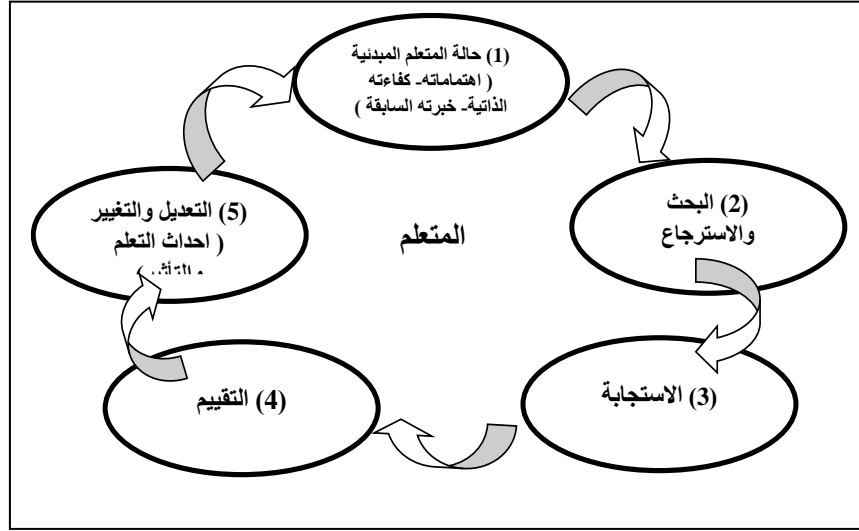 (1) حالة المتعلم المبدئية
( اهتماماته- كفاءته
الذاتية- خبرته السابقة )
(2) البحث
والاسترجاع
(3) الاستجابة
(4) التقييم
(5) التعديل والتغيير
( احداث التعلم
المتعلم